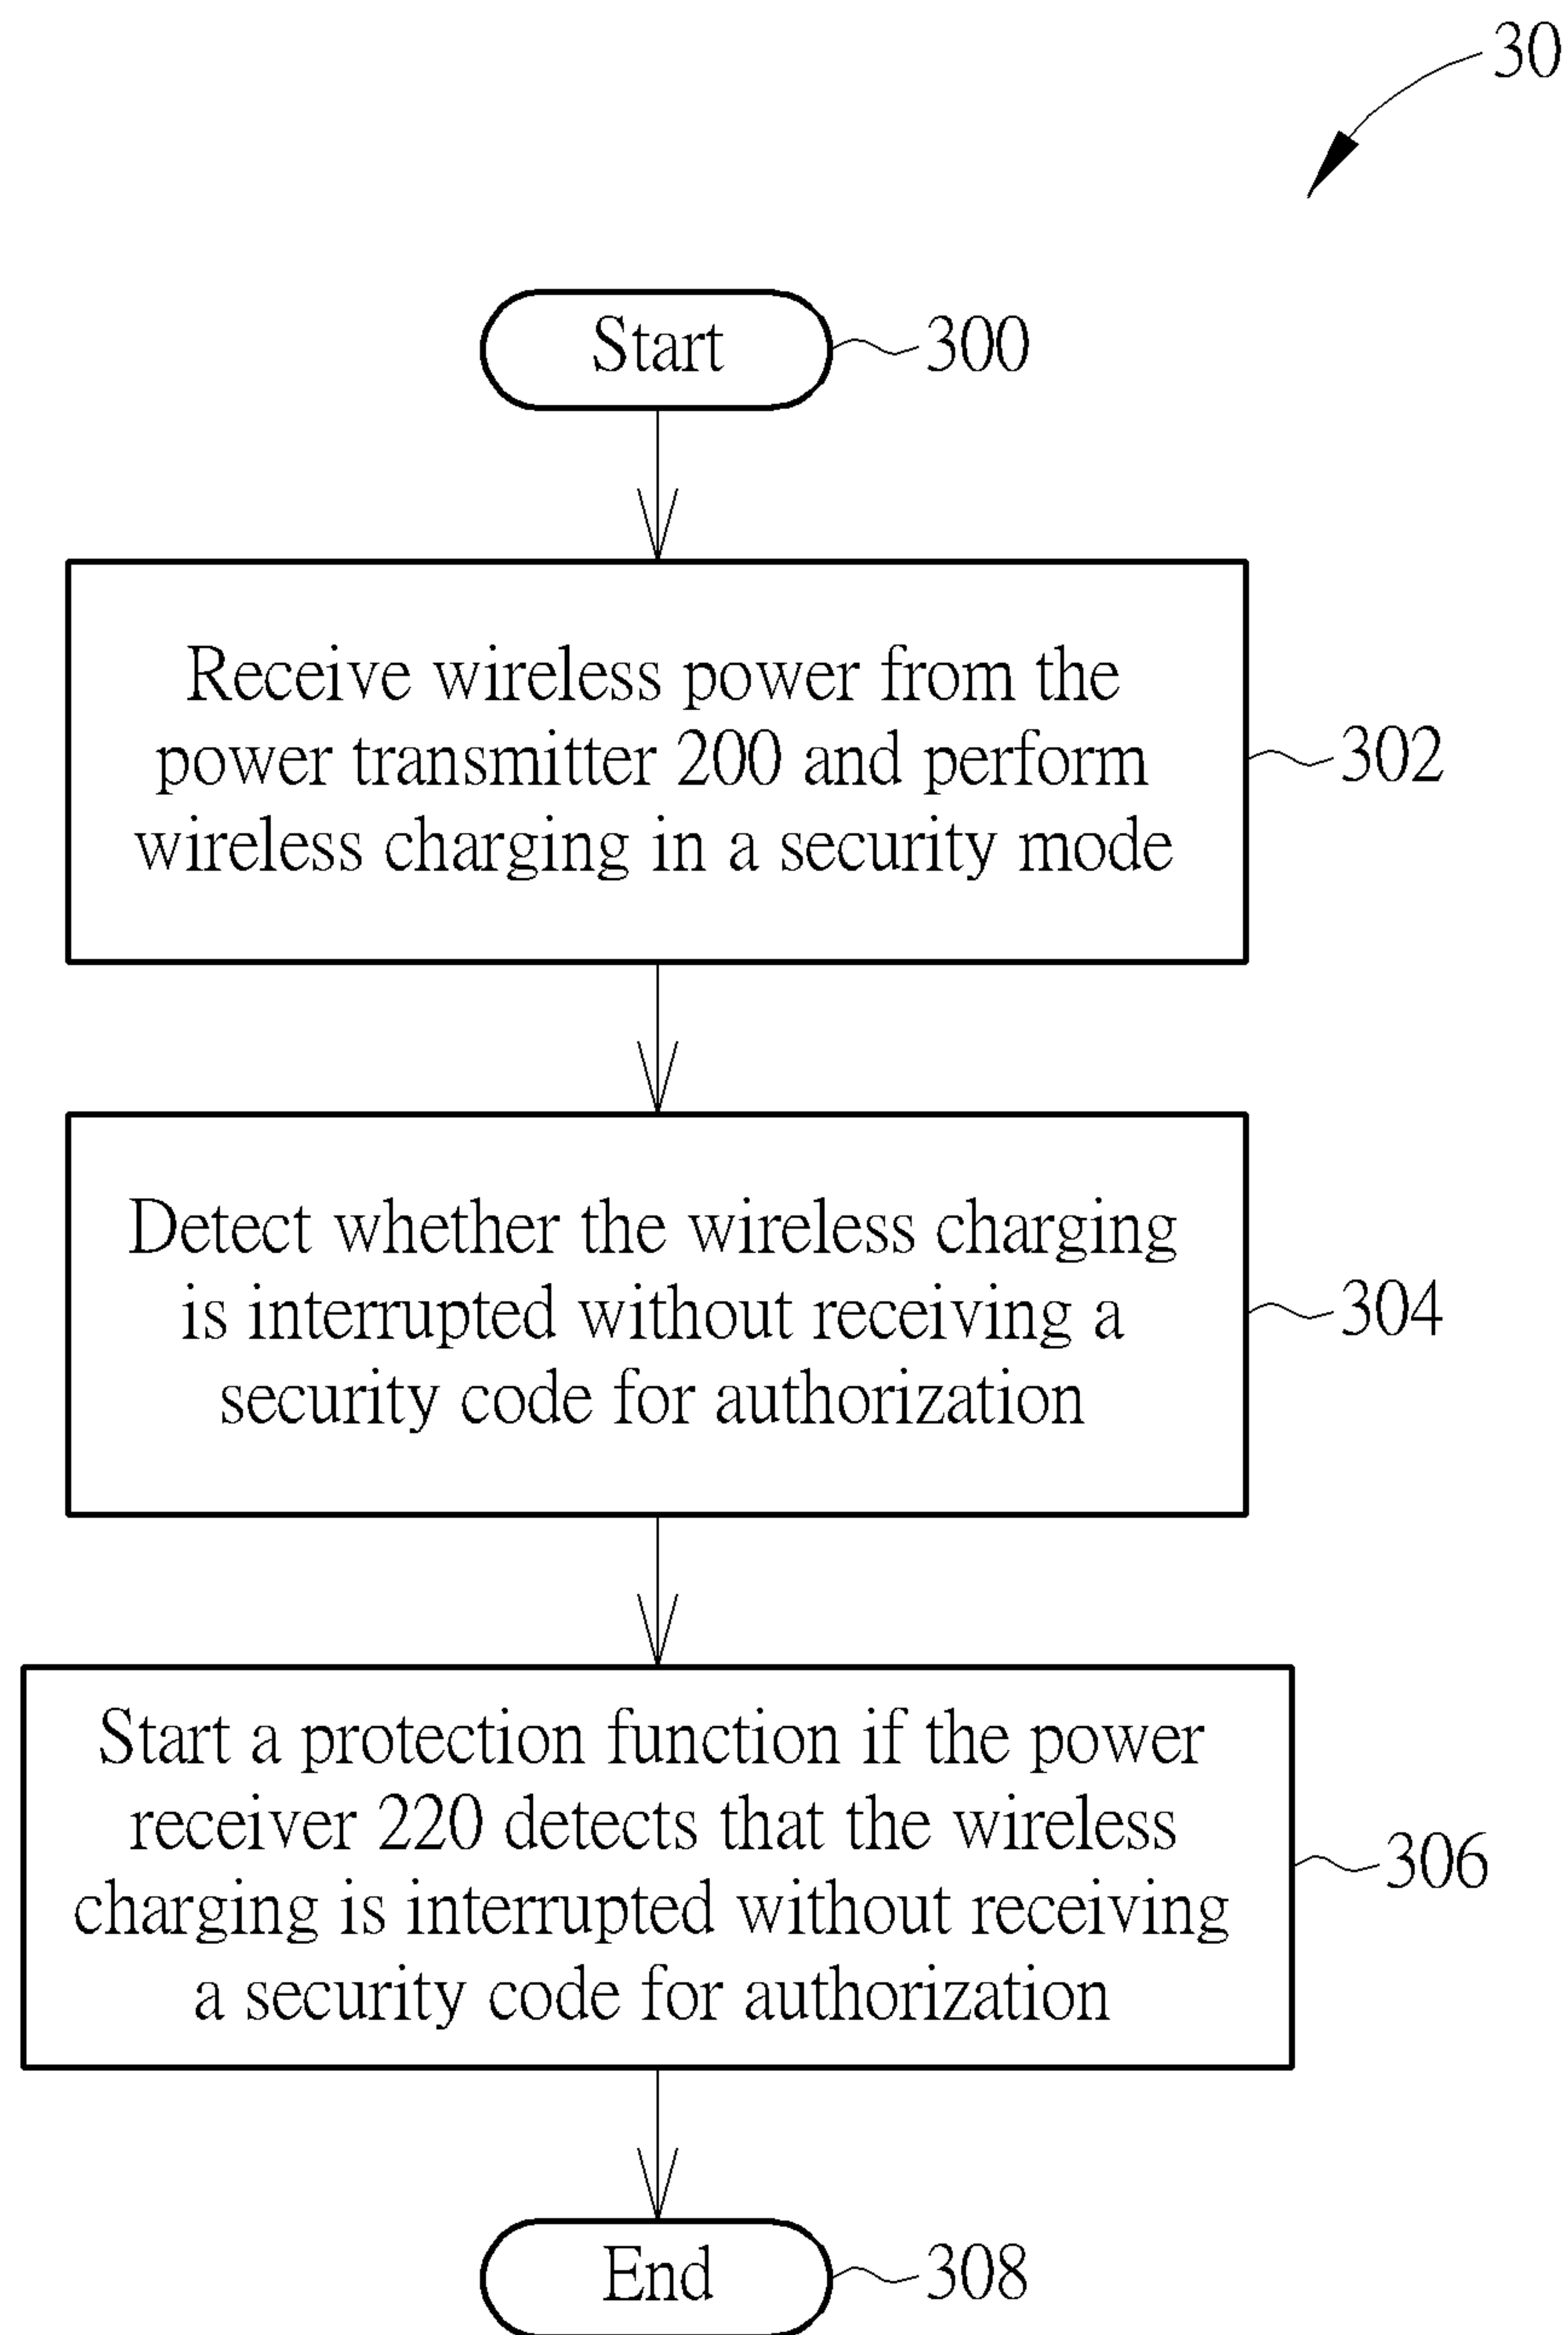 30
Start
300
Receive wireless power from the
power transmitter 200 and perform
wireless charging in a security mode
302
Detect whether the wireless charging
is interrupted without receiving a
security code for authorization
304
Start a protection function if the power
receiver 220 detects that the wireless
charging is interrupted without receiving
a security code for authorization
306
End
308